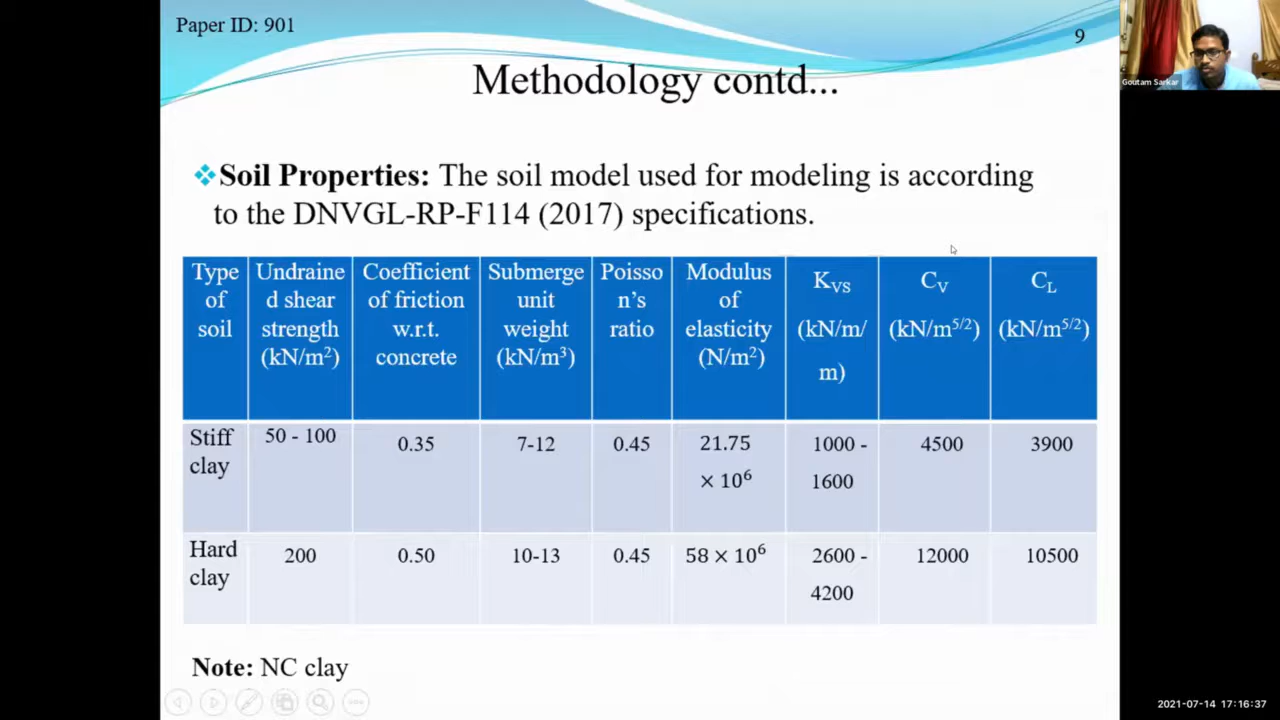 Paper ID: 901
9
Goutam Sarkar
Methodology contd...
Soil Properties: The soil model used for modeling is according
to the DNVGL-RP-F114 (2017) specifications.
Type
of
soil
Undraine
d shear
strength
(kN/m²)
Coefficient
of friction
w.r.t.
concrete
Submerge
unit
weight
(kN/m³)
Poisso
n's
ratio
Modulus
of
elasticity
(N/m²)
K_VS
(kN/m/
m)
C_V
(kN/m^5/2)
C_L
(kN/m^5/2)
Stiff
clay
50 - 100
0.35
7-12
0.45
21.75
× 10⁶
1000 -
1600
4500
3900
Hard
clay
200
0.50
10-13
0.45
58 × 10⁶
2600 -
4200
12000
10500
Note: NC clay
2021-07-14 17:16:37